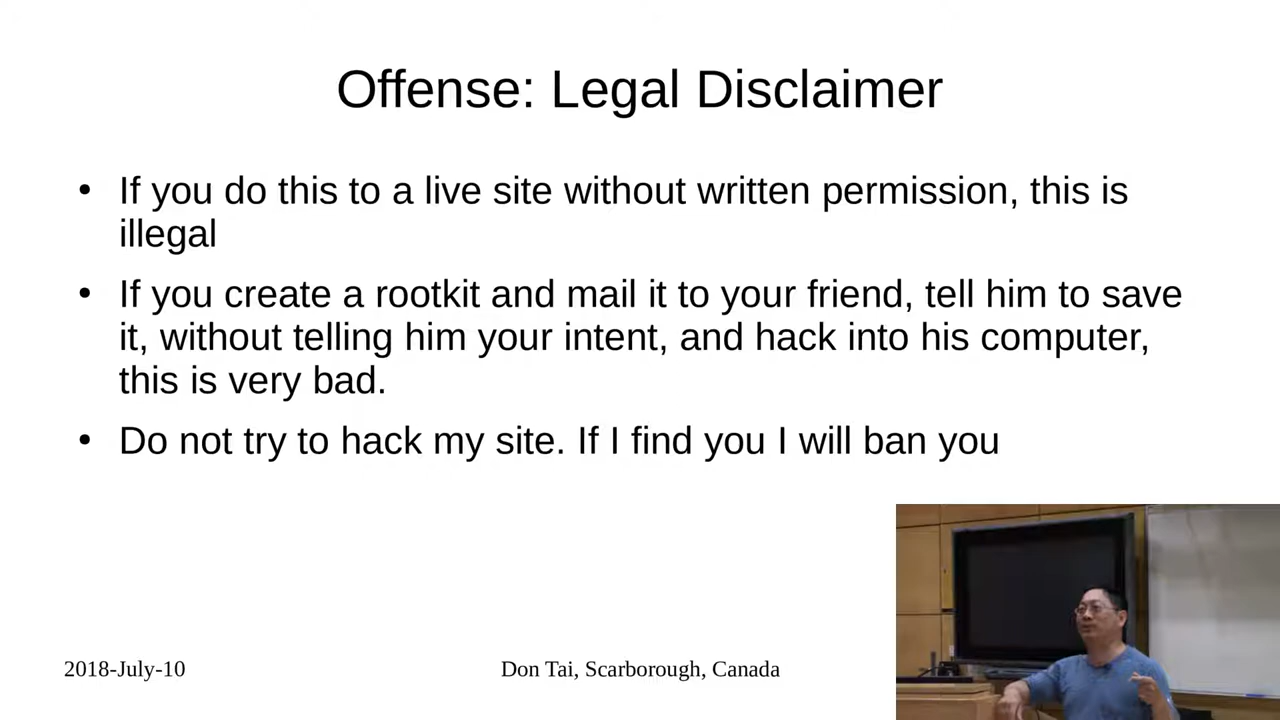 Offense: Legal Disclaimer
• If you do this to a live site without written permission, this is
illegal
• If you create a rootkit and mail it to your friend, tell him to save
it, without telling him your intent, and hack into his computer,
this is very bad.
• Do not try to hack my site. If I find you I will ban you
2018-July-10
Don Tai, Scarborough, Canada